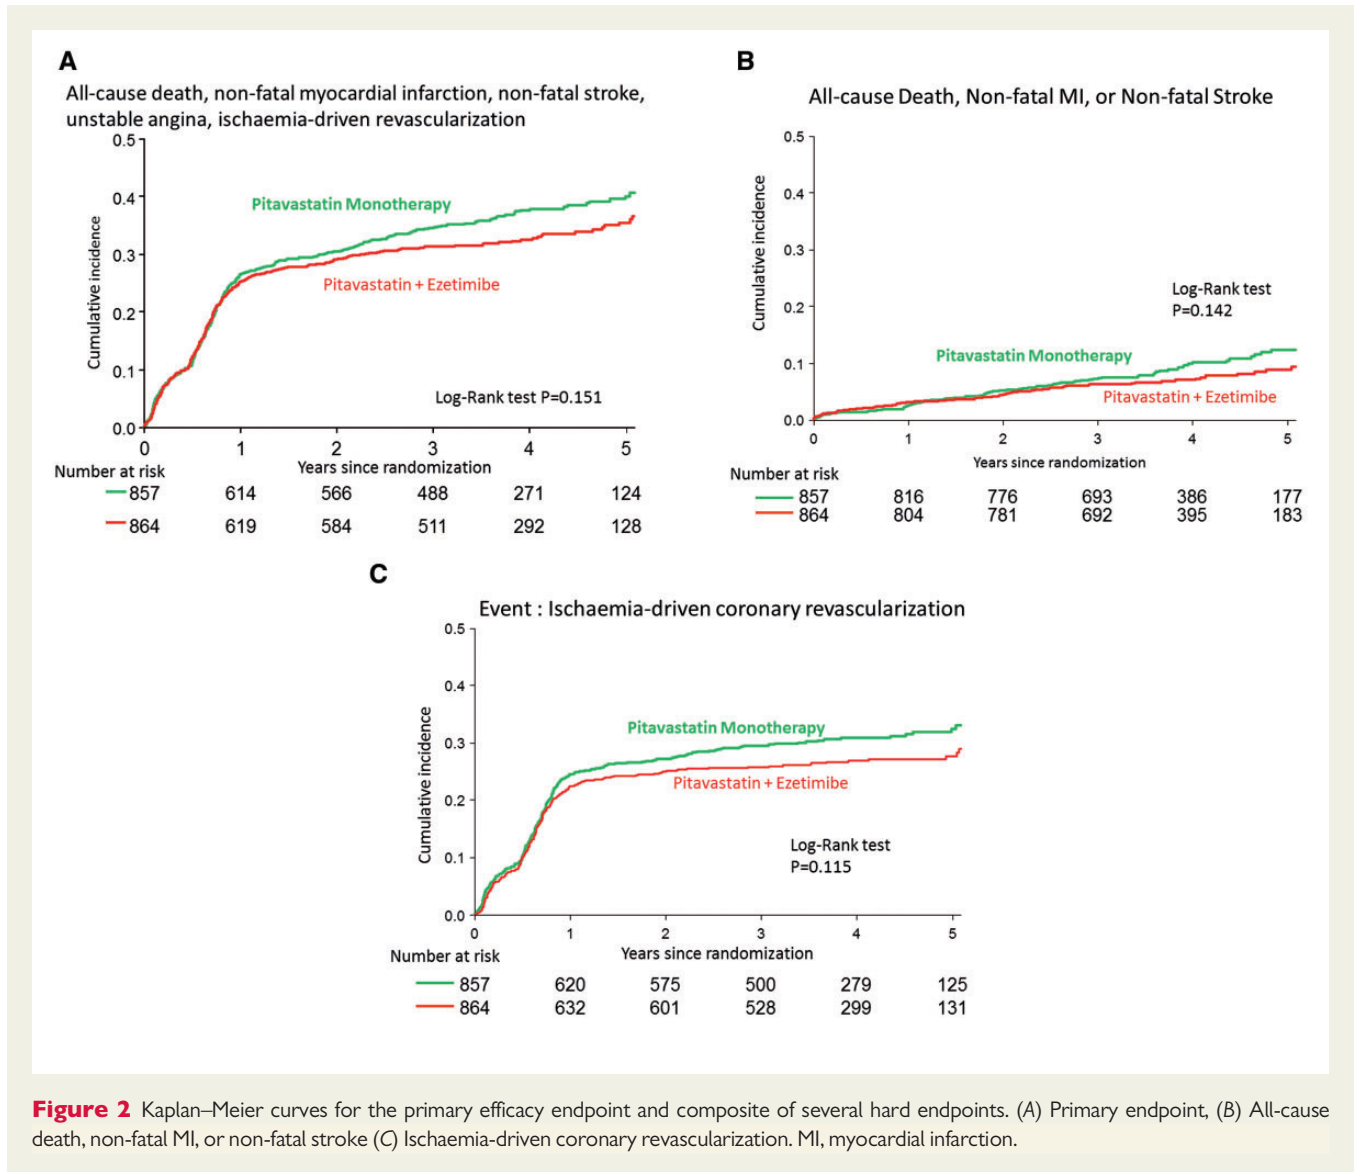 A
All-cause death, non-fatal myocardial infarction, non-fatal stroke,
unstable angina, ischaemia-driven revascularization
0.5
0.4
0.3
0.2
0.1
0.0
Cumulative incidence
Pitavastatin Monotherapy
Pitavastatin + Ezetimibe
Log-Rank test P=0.151
0 1 2 3 4 5
Years since randomization
Number at risk
857 614 566 488 271 124
864 619 584 511 292 128
B
All-cause Death, Non-fatal MI, or Non-fatal Stroke
0.5
0.4
0.3
0.2
0.1
0.0
Cumulative incidence
Log-Rank test
P=0.142
Pitavastatin Monotherapy
Pitavastatin + Ezetimibe
0 1 2 3 4 5
Years since randomization
Number at risk
857 816 776 693 386 177
864 804 781 692 395 183
C
Event : Ischaemia-driven coronary revascularization
0.5
0.4
0.3
0.2
0.1
0.0
Cumulative incidence
Pitavastatin Monotherapy
Pitavastatin + Ezetimibe
Log-Rank test
P=0.115
0 1 2 3 4 5
Years since randomization
Number at risk
857 620 575 500 279 125
864 632 601 528 299 131
Figure 2 Kaplan–Meier curves for the primary efficacy endpoint and composite of several hard endpoints. (A) Primary endpoint, (B) All-cause
death, non-fatal MI, or non-fatal stroke (C) Ischaemia-driven coronary revascularization. MI, myocardial infarction.